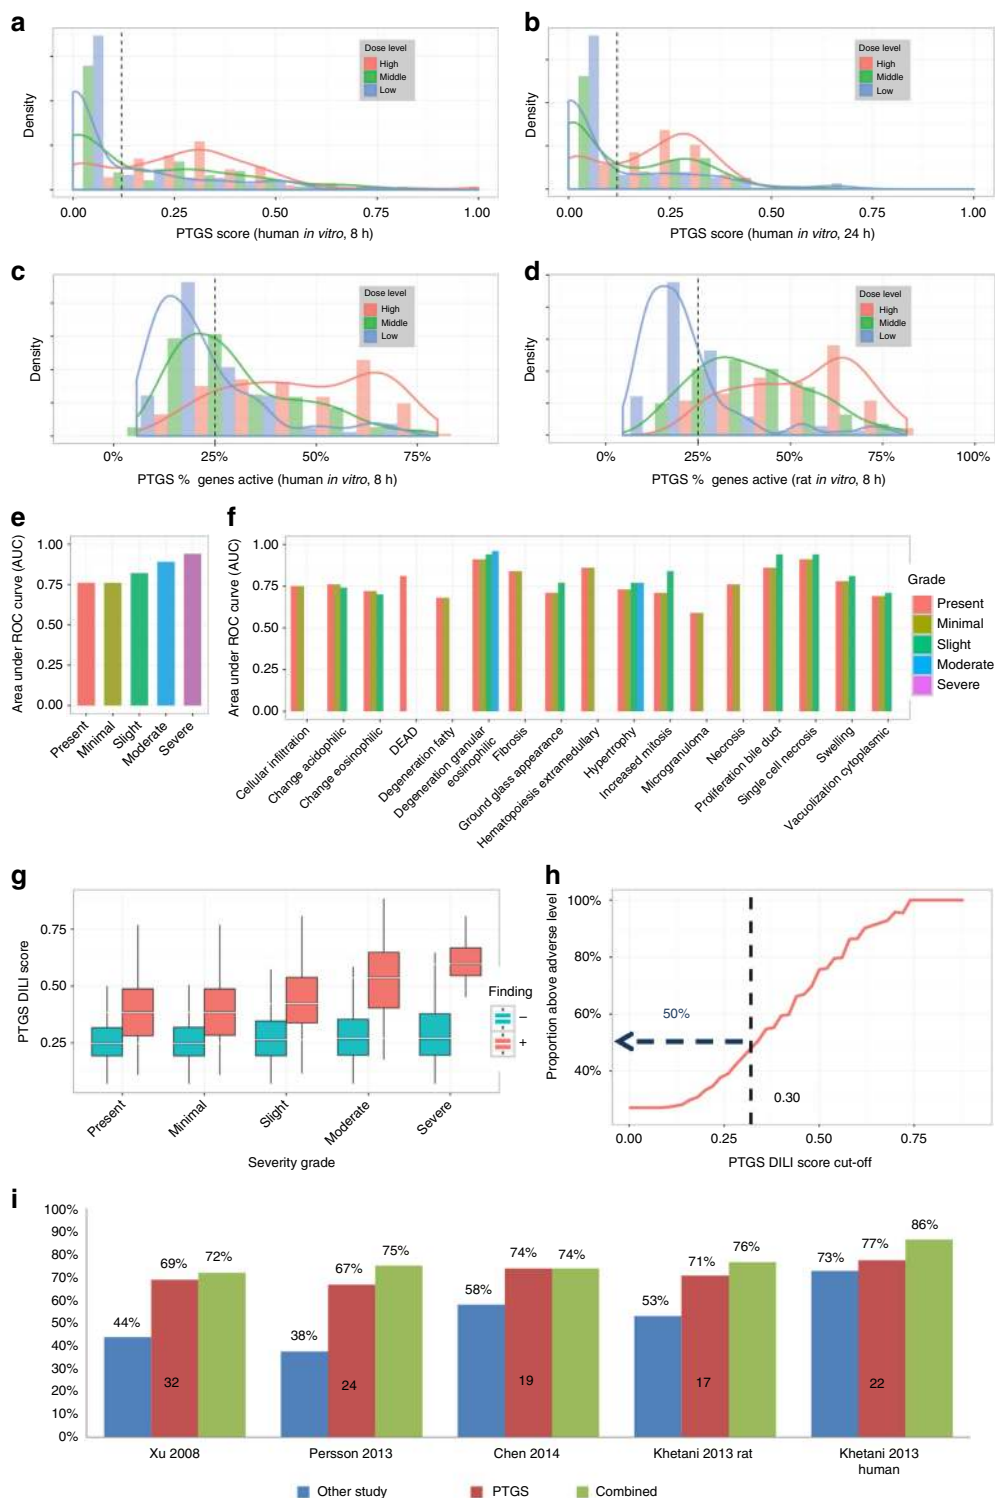 a
Density
Dose level
High
Middle
Low
0.00 0.25 0.50 0.75 1.00
PTGS score (human in vitro, 8 h)
b
Density
Dose level
High
Middle
Low
0.00 0.25 0.50 0.75 1.00
PTGS score (human in vitro, 24 h)
c
Density
Dose level
High
Middle
Low
0% 25% 50% 75%
PTGS % genes active (human in vitro, 8 h)
d
Density
Dose level
High
Middle
Low
0% 25% 50% 75% 100%
PTGS % genes active (rat in vitro, 8 h)
e
Area under ROC curve (AUC)
1.00
0.75
0.50
0.25
0.00
Present
Minimal
Slight
Moderate
Severe
f
Area under ROC curve (AUC)
1.00
0.75
0.50
0.25
0.00
Cellular infiltration
Change acidophilic
Change eosinophilic
DEAD
Degeneration fatty
Degeneration granular
eosinophilic
Fibrosis
Ground glass appearance
Hematopoiesis extramedullary
Hypertrophy
Increased mitosis
Microgranuloma
Necrosis
Proliferation bile duct
Single cell necrosis
Swelling
Vacuolization cytoplasmic
Grade
Present
Minimal
Slight
Moderate
Severe
g
PTGS DILI score
0.75
0.50
0.25
Present
Minimal
Slight
Moderate
Severe
Severity grade
Finding
−
+
h
Proportion above adverse level
100%
80%
60%
40%
50%
0.30
0.00 0.25 0.50 0.75
PTGS DILI score cut-off
i
100%
90%
80%
70%
60%
50%
40%
30%
20%
10%
0%
44% 69% 72%
32
38% 67% 75%
24
58% 74% 74%
19
53% 71% 76%
17
73% 77% 86%
22
Xu 2008
Persson 2013
Chen 2014
Khetani 2013 rat
Khetani 2013
human
Other study
PTGS
Combined